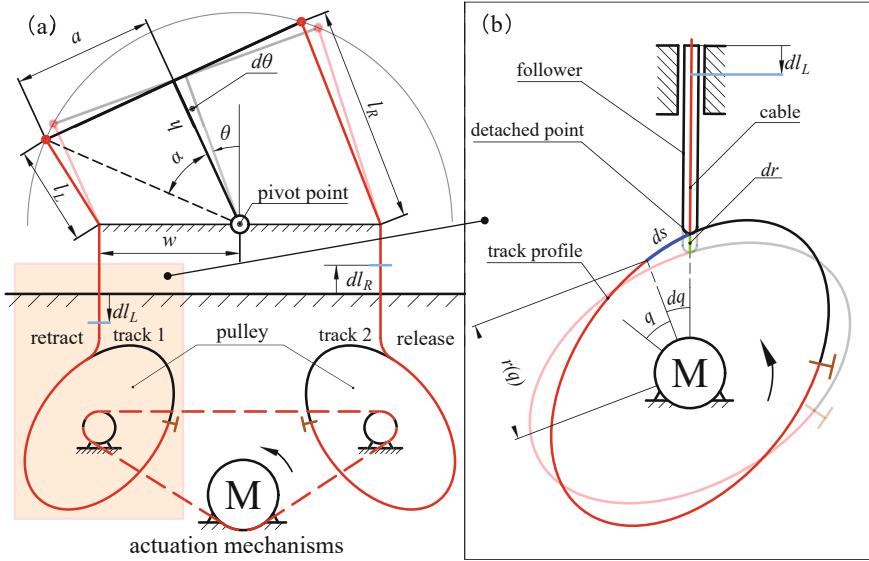 (a)
a
dθ
h
θ
α
l_R
l_L
pivot point
w
dl_R
dl_L
retract
track 1
pulley
track 2
release
M
actuation mechanisms
(b)
dl_L
follower
cable
detached point
dr
ds
track profile
dq
q
r(q)
M